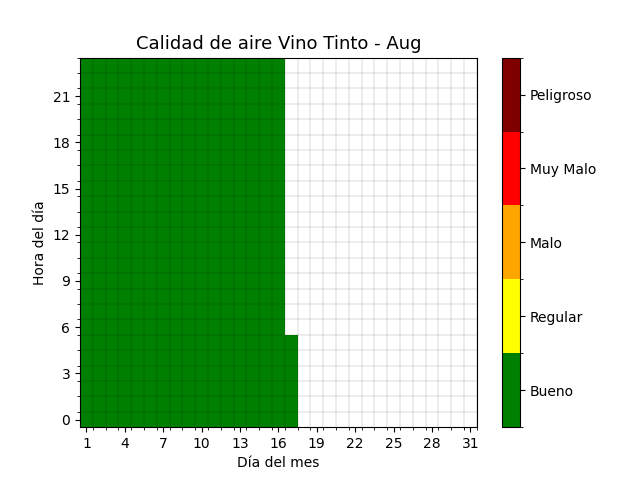 Calidad de aire Vino Tinto - Aug
Hora del día
21
18
15
12
9
6
3
0
1 4 7 10 13 16 19 22 25 28 31
Día del mes
Peligroso
Muy Malo
Malo
Regular
Bueno